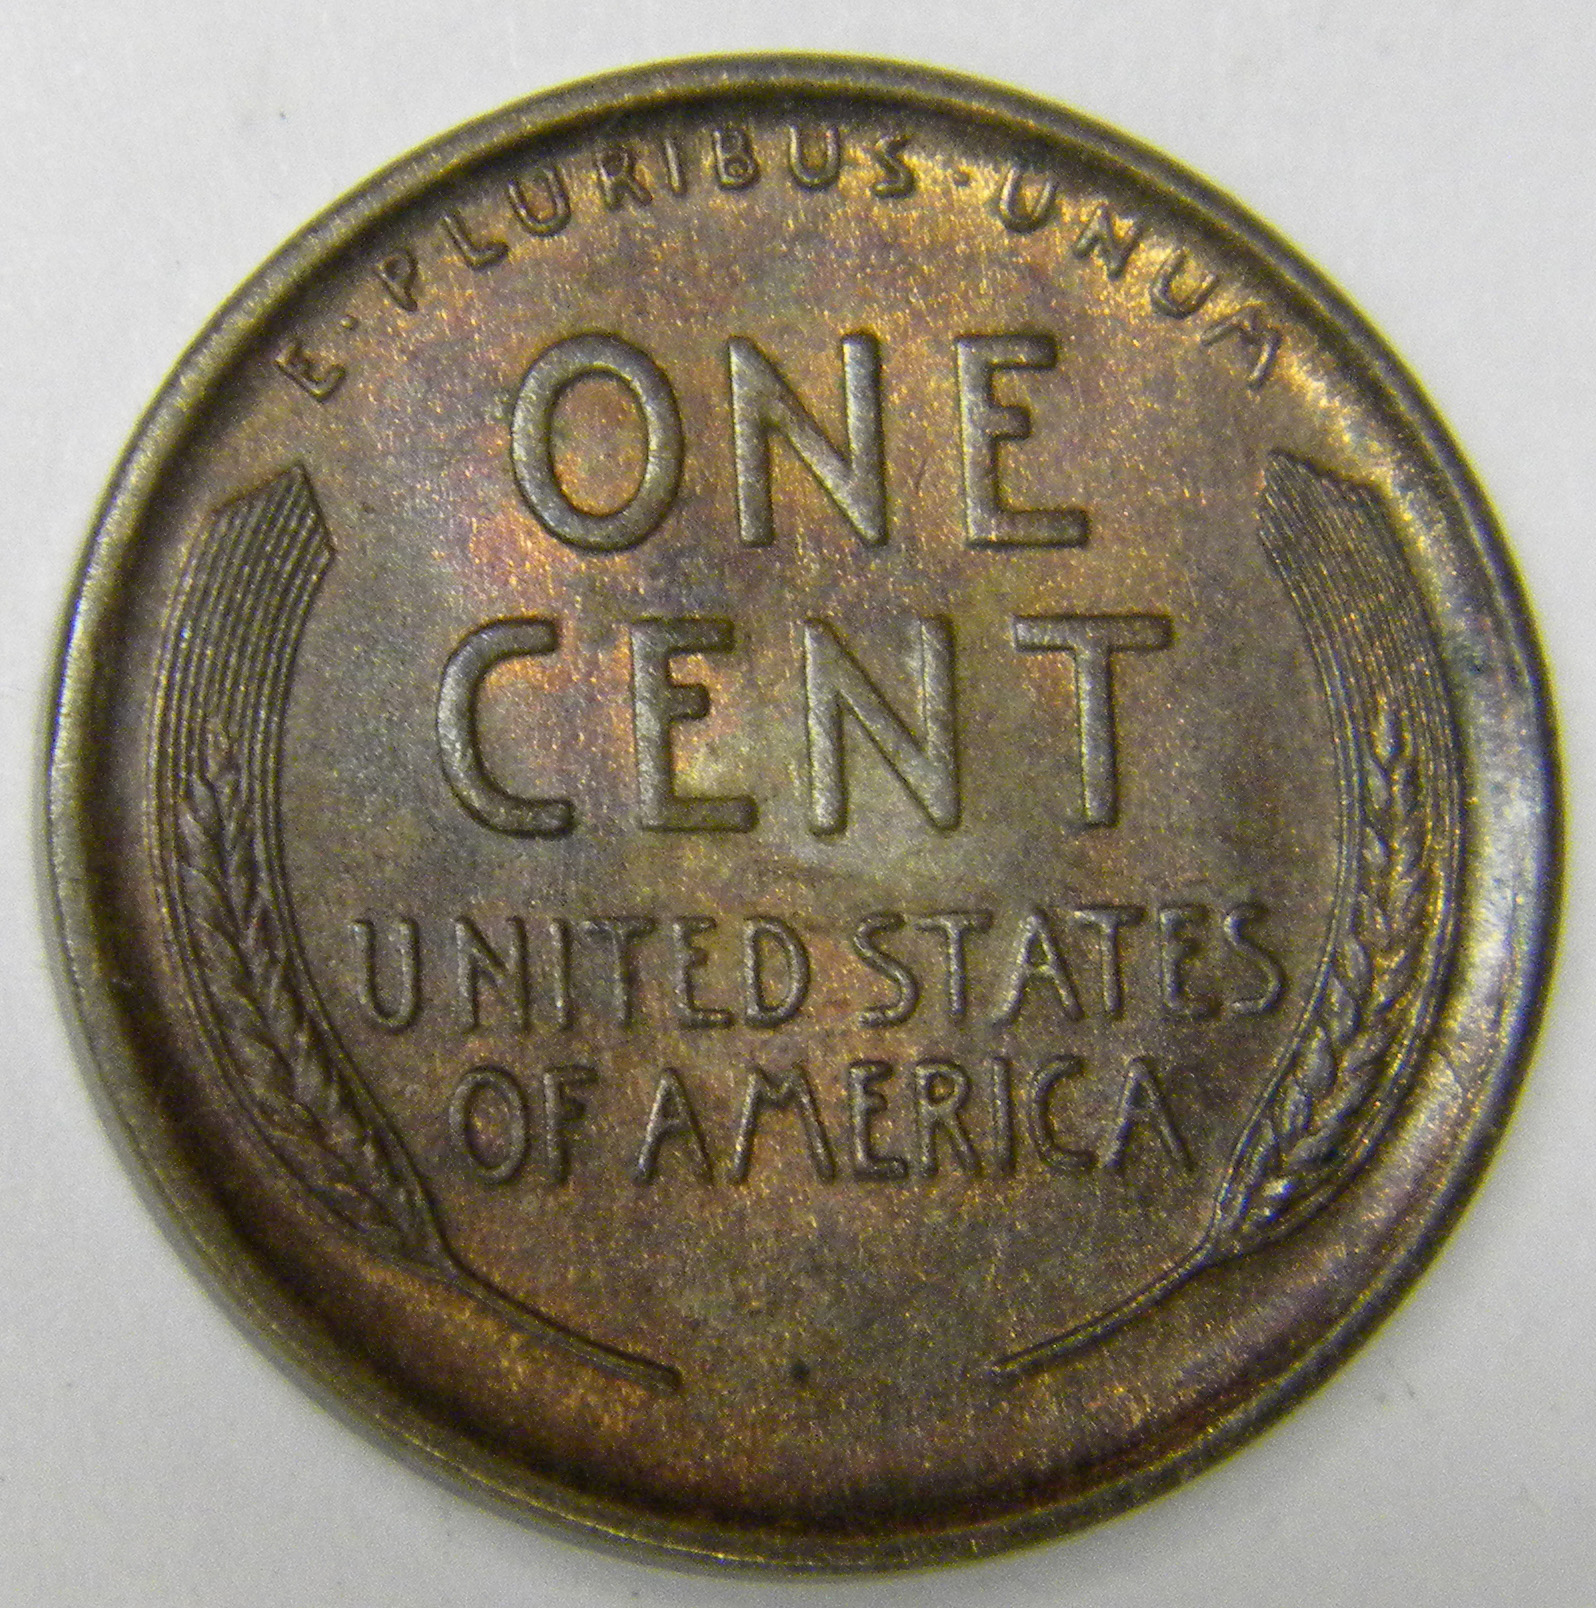 E·PLURIBUS·UNUM
ONE
CENT
UNITED STATES
OF AMERICA